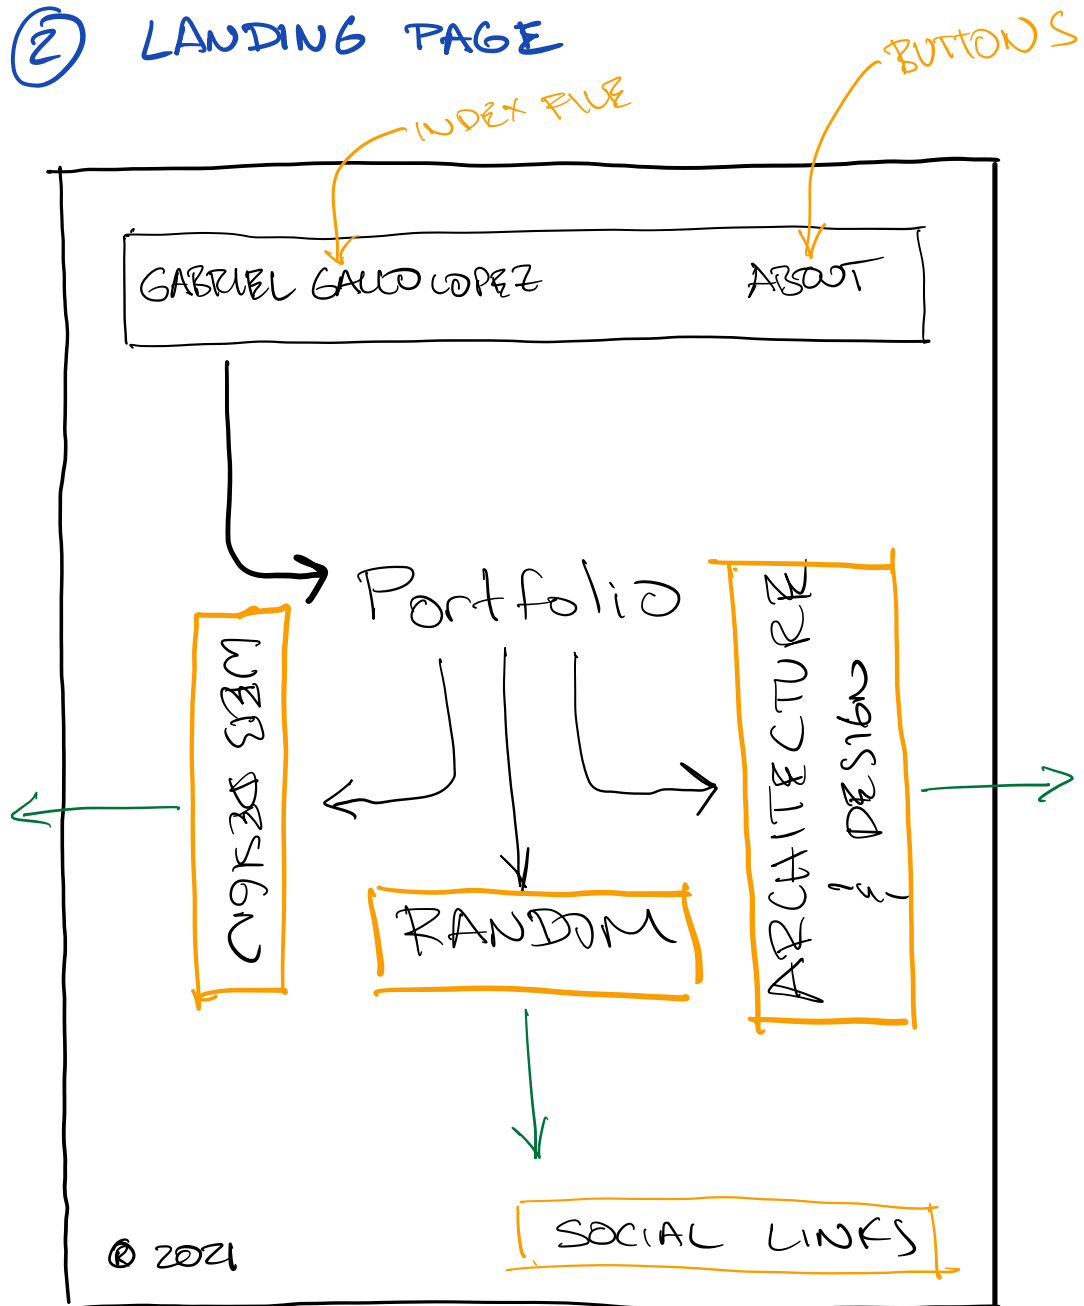 2 LANDING PAGE
BUTTONS
INDEX FILE
GABRIEL GALLO LOPEZ
ABOUT
Portfolio
WEB DESIGN
ARCHITECTURE
& DESIGN
RANDOM
SOCIAL LINKS
® 2021